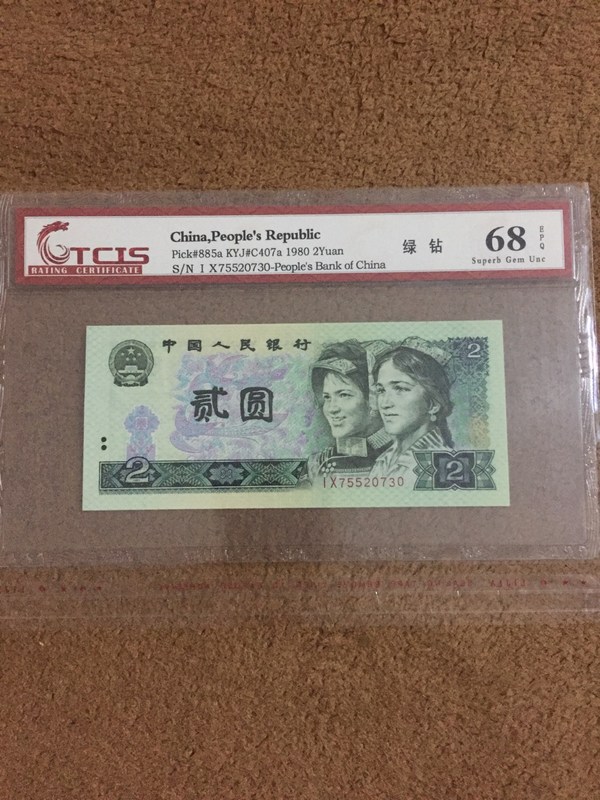 TCIS
RATING CERTIFICATE
China,People's Republic
Pick#885a KYJ#C407a 1980 2Yuan
S/N I X75520730-People's Bank of China
绿 钻
68 EPQ
Superb Gem Unc
中国人民银行
贰圆
2
2
2
IX75520730